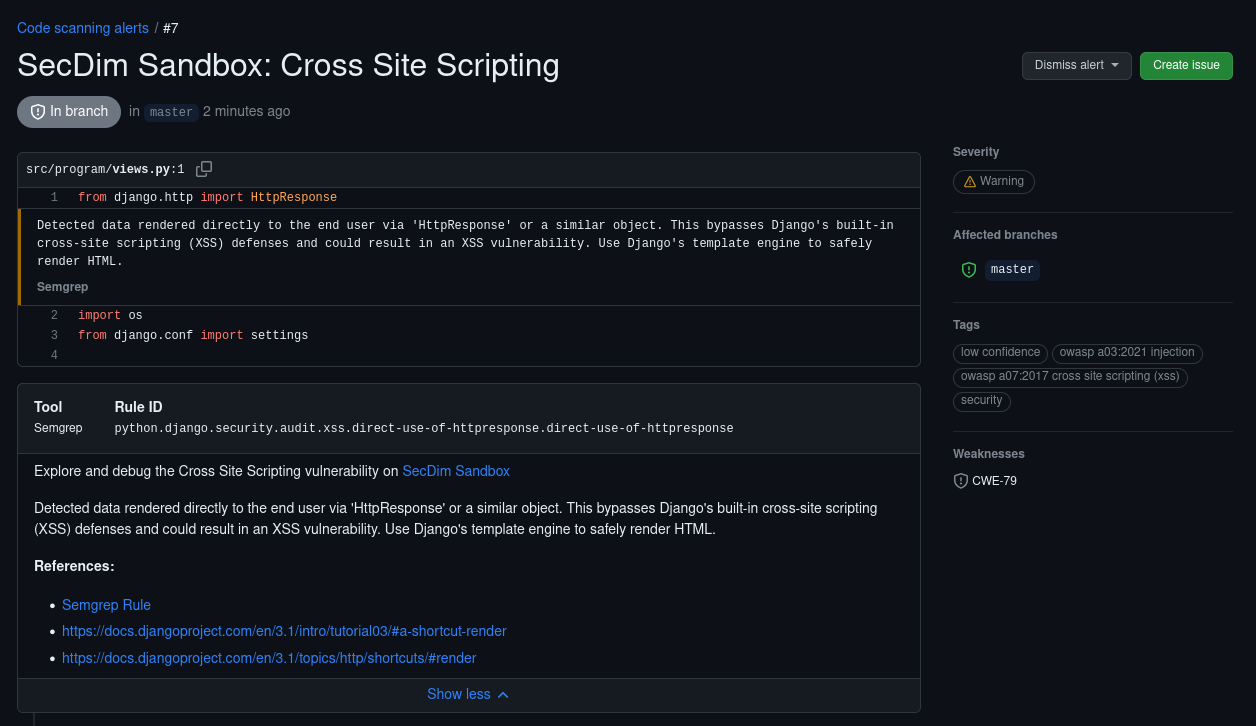 Code scanning alerts / #7
SecDim Sandbox: Cross Site Scripting
Dismiss alert
Create issue
In branch in master 2 minutes ago
src/program/views.py:1
1 from django.http import HttpResponse
Detected data rendered directly to the end user via 'HttpResponse' or a similar object. This bypasses Django's built-in
cross-site scripting (XSS) defenses and could result in an XSS vulnerability. Use Django's template engine to safely
render HTML.
Semgrep
2 import os
3 from django.conf import settings
4
Tool Rule ID
Semgrep python.django.security.audit.xss.direct-use-of-httpresponse.direct-use-of-httpresponse
Explore and debug the Cross Site Scripting vulnerability on SecDim Sandbox
Detected data rendered directly to the end user via 'HttpResponse' or a similar object. This bypasses Django's built-in cross-site scripting
(XSS) defenses and could result in an XSS vulnerability. Use Django's template engine to safely render HTML.
References:
• Semgrep Rule
• https://docs.djangoproject.com/en/3.1/intro/tutorial03/#a-shortcut-render
• https://docs.djangoproject.com/en/3.1/topics/http/shortcuts/#render
Show less
Severity
Warning
Affected branches
master
Tags
low confidence owasp a03:2021 injection
owasp a07:2017 cross site scripting (xss)
security
Weaknesses
CWE-79